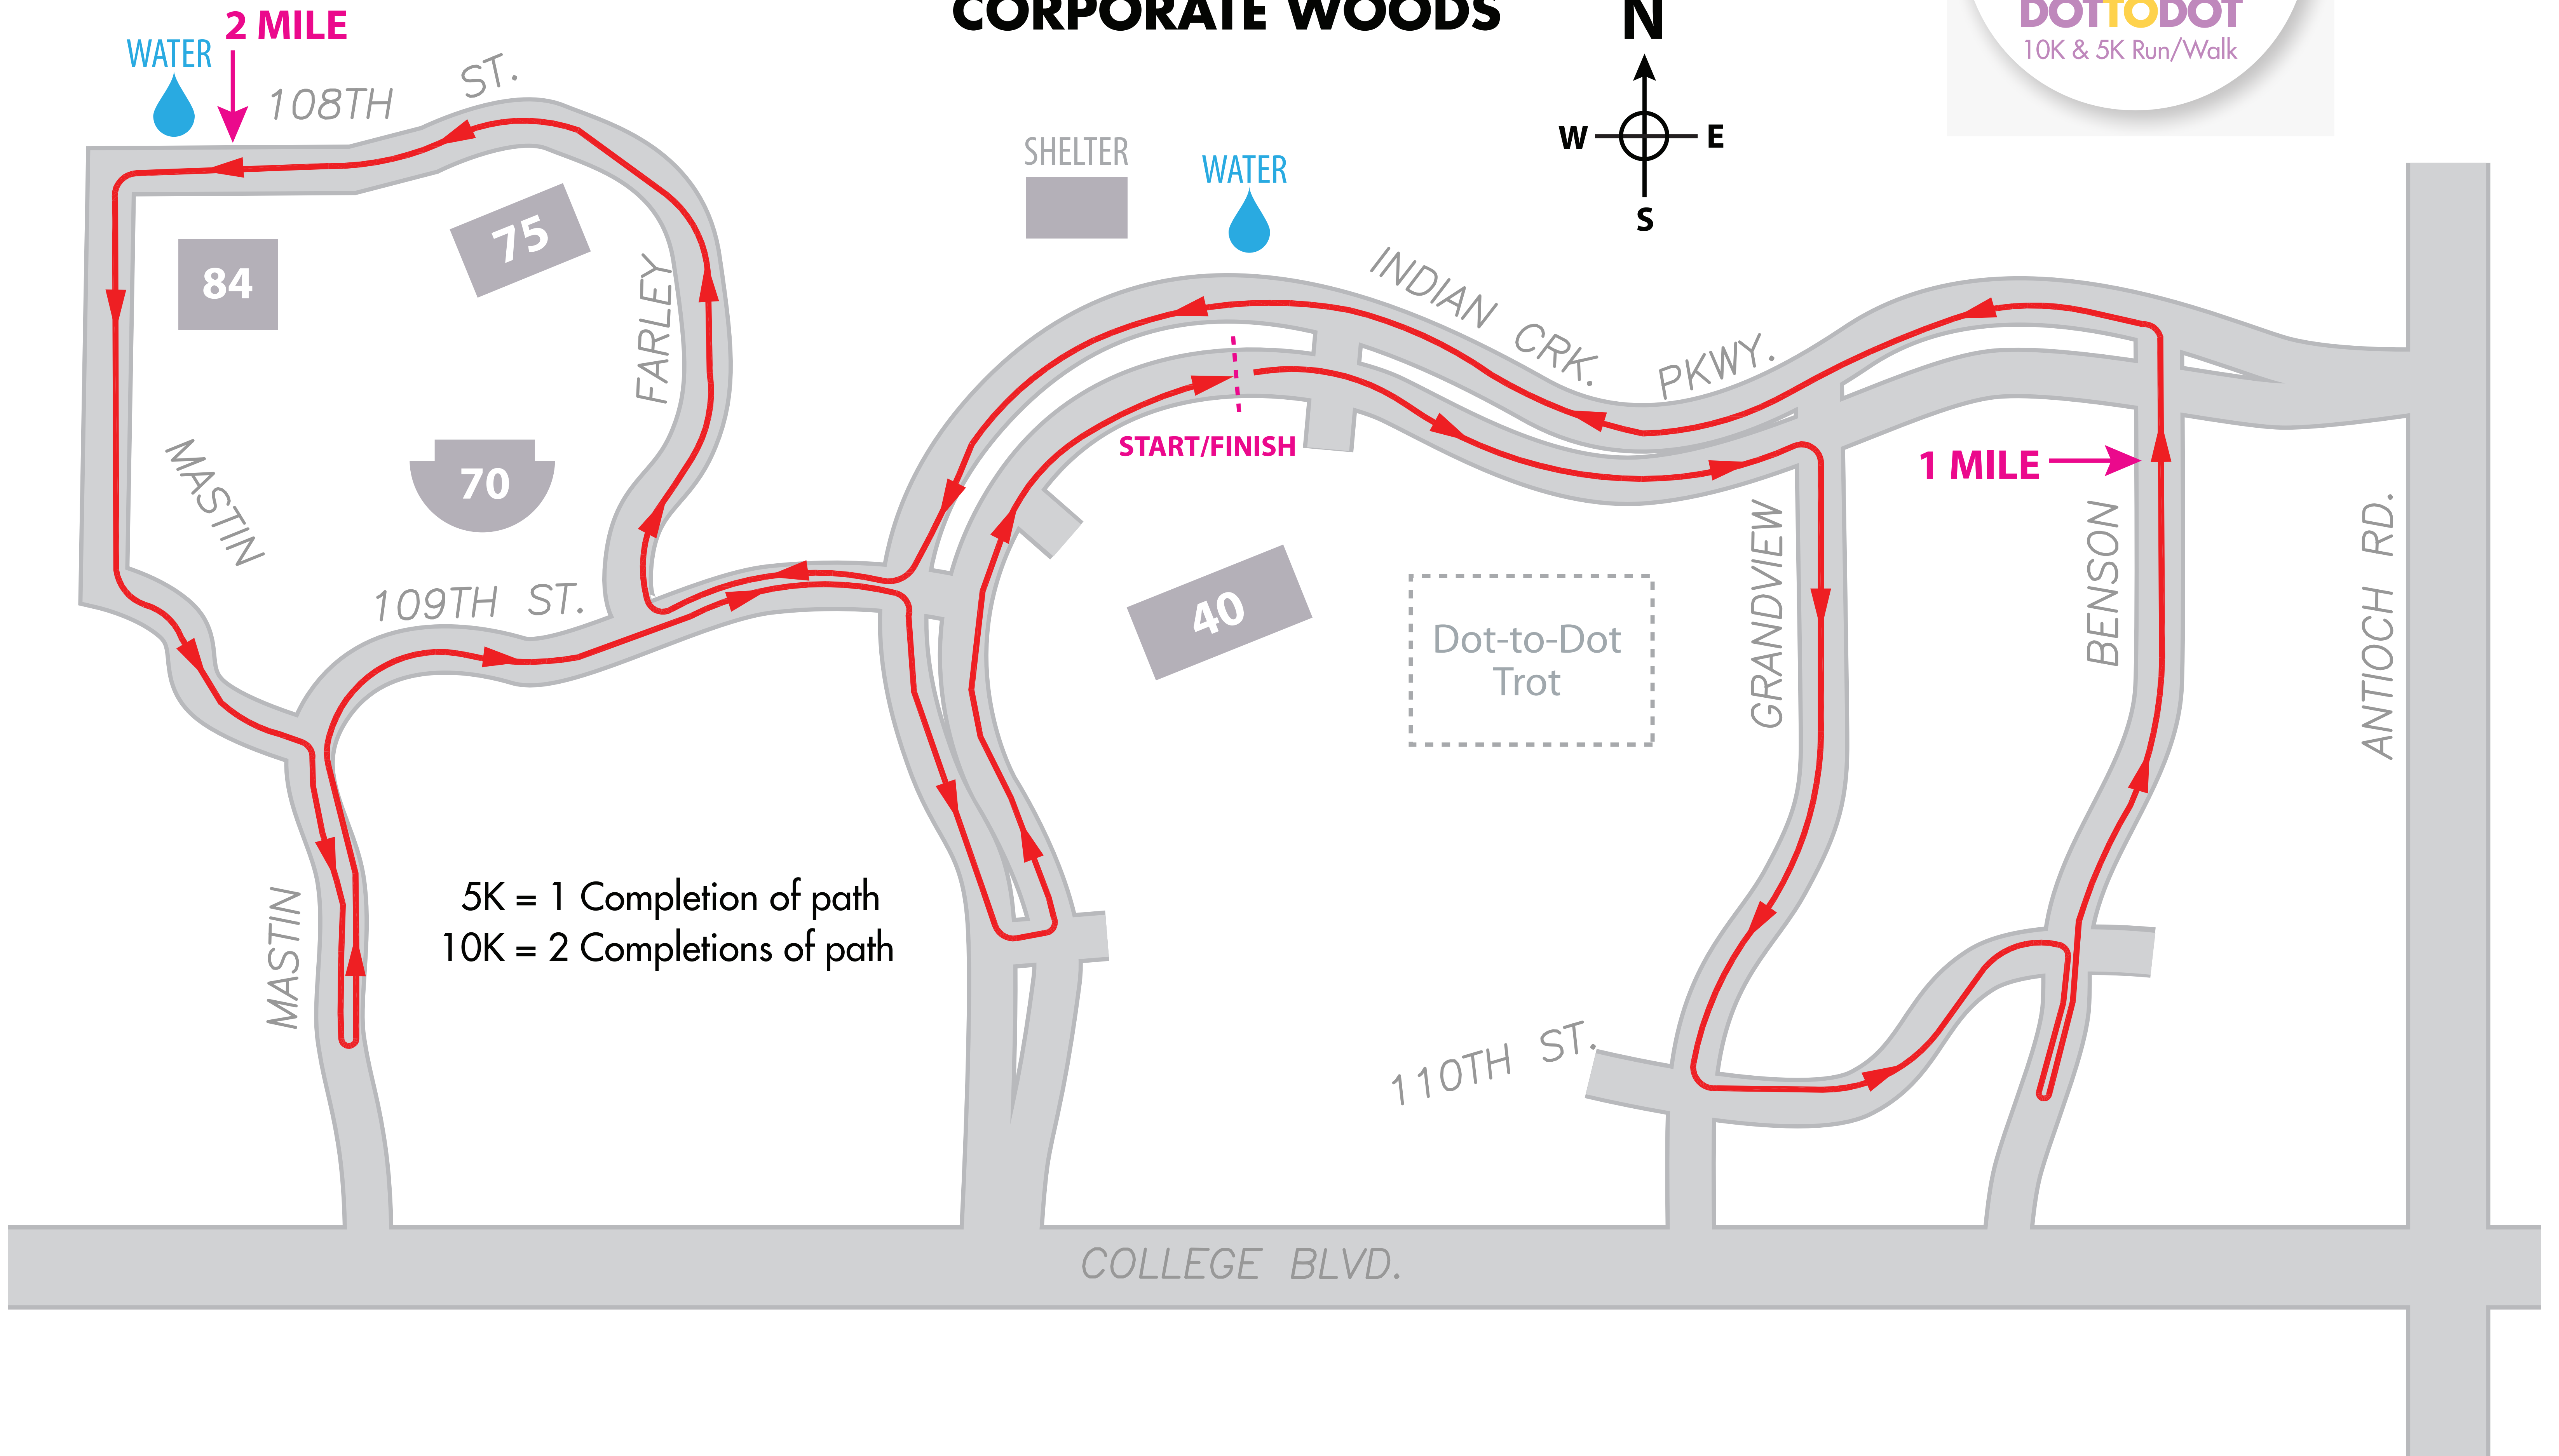 CORPORATE WOODS
DOTTODOT
10K & 5K Run/Walk
N
W E
S
2 MILE
WATER
108TH ST.
SHELTER
WATER
84
75
70
FARLEY
MASTIN
109TH ST.
INDIAN CRK. PKWY.
START/FINISH
1 MILE
40
Dot-to-Dot
Trot
GRANDVIEW
BENSON
ANTIOCH RD.
MASTIN
5K = 1 Completion of path
10K = 2 Completions of path
110TH ST.
COLLEGE BLVD.